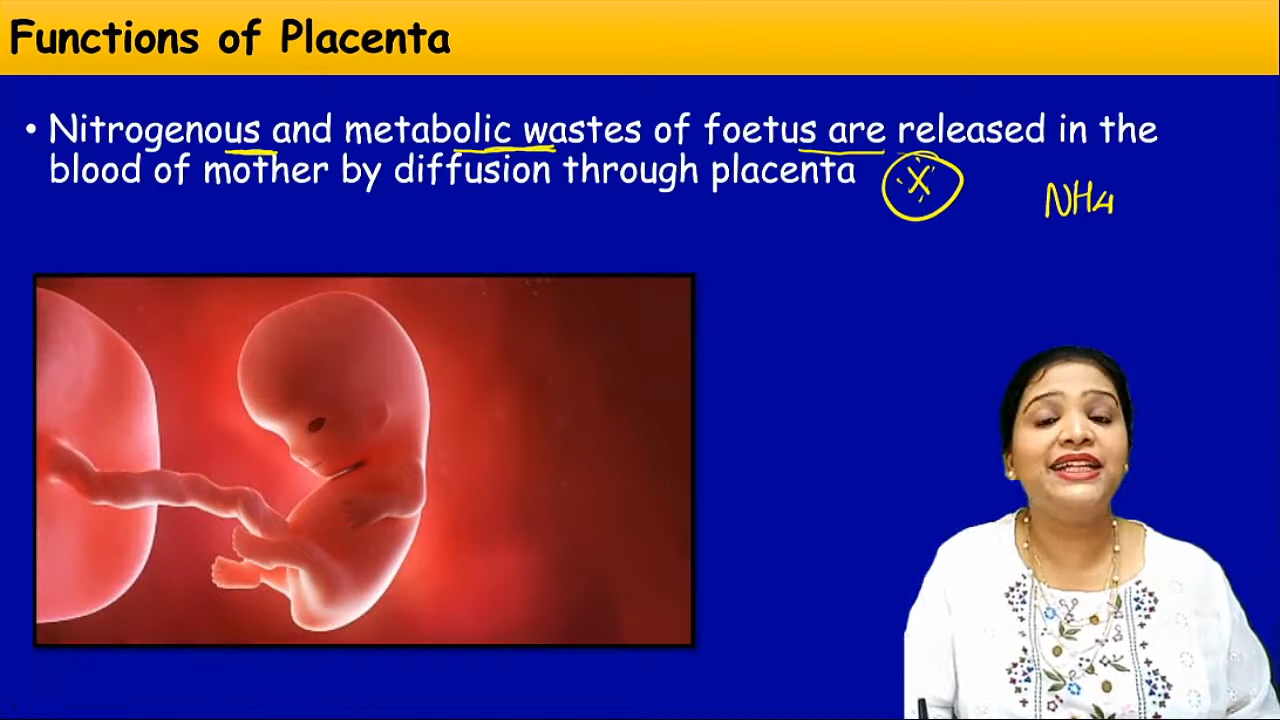 Functions of Placenta
• Nitrogenous and metabolic wastes of foetus are released in the
blood of mother by diffusion through placenta
X
NH4